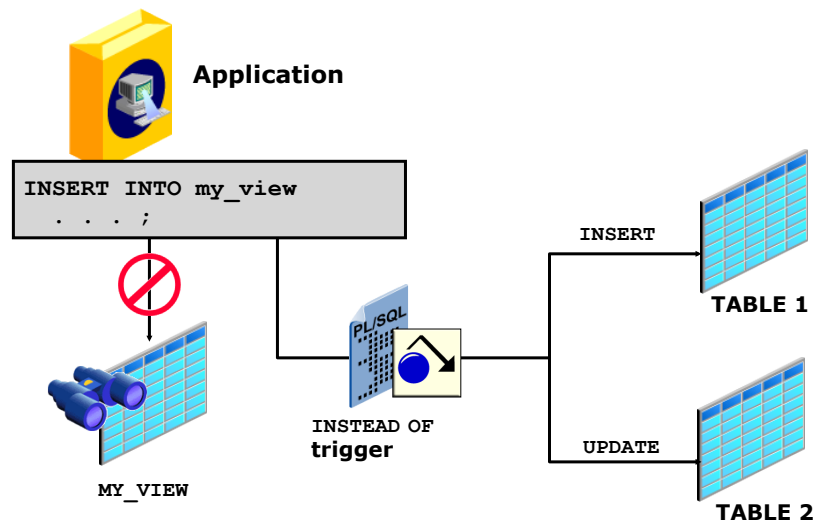 Application
INSERT INTO my_view
. . . ;
INSERT
TABLE 1
PL/SQL
INSTEAD OF
trigger
UPDATE
MY_VIEW
TABLE 2